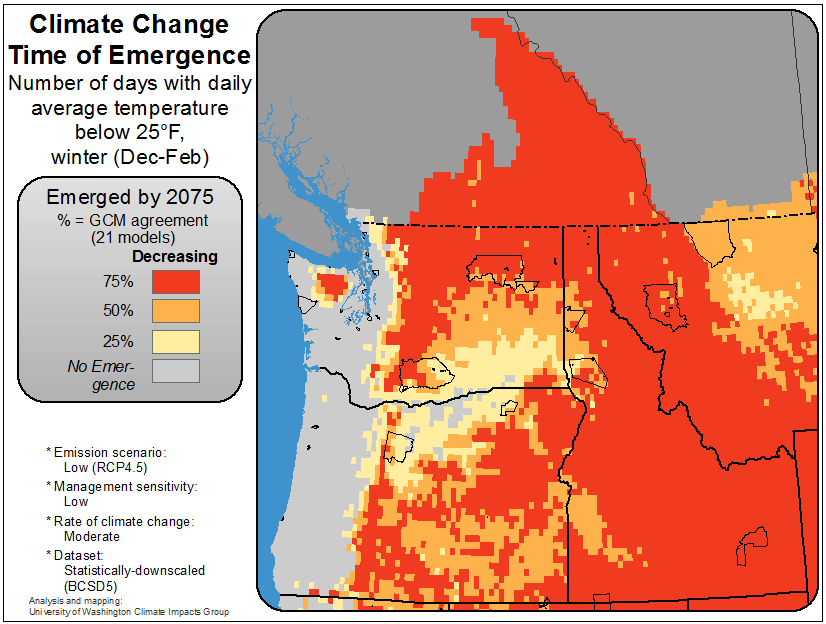 Climate Change
Time of Emergence
Number of days with daily
average temperature
below 25°F,
winter (Dec-Feb)
Emerged by 2075
% = GCM agreement
(21 models)
Decreasing
75%
50%
25%
No Emer-
gence
* Emission scenario:
Low (RCP4.5)
* Management sensitivity:
Low
* Rate of climate change:
Moderate
* Dataset:
Statistically-downscaled
(BCSD5)
Analysis and mapping:
University of Washington Climate Impacts Group